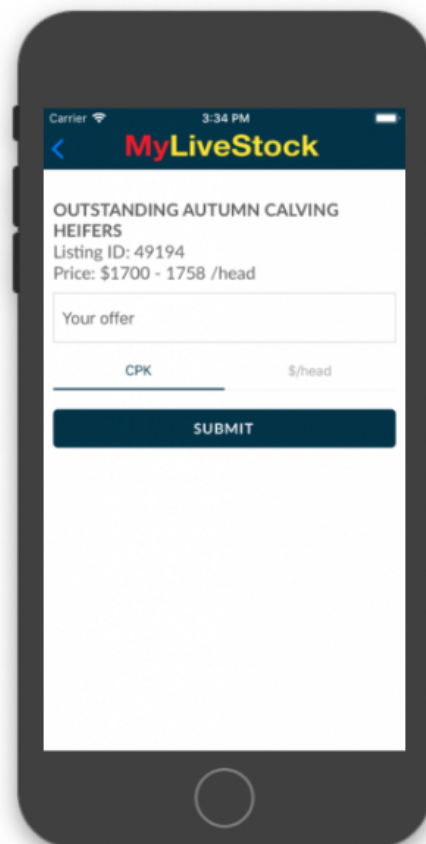 Carrier 3:34 PM
MyLiveStock
OUTSTANDING AUTUMN CALVING
HEIFERS
Listing ID: 49194
Price: $1700 - 1758 /head
Your offer
CPK $/head
SUBMIT